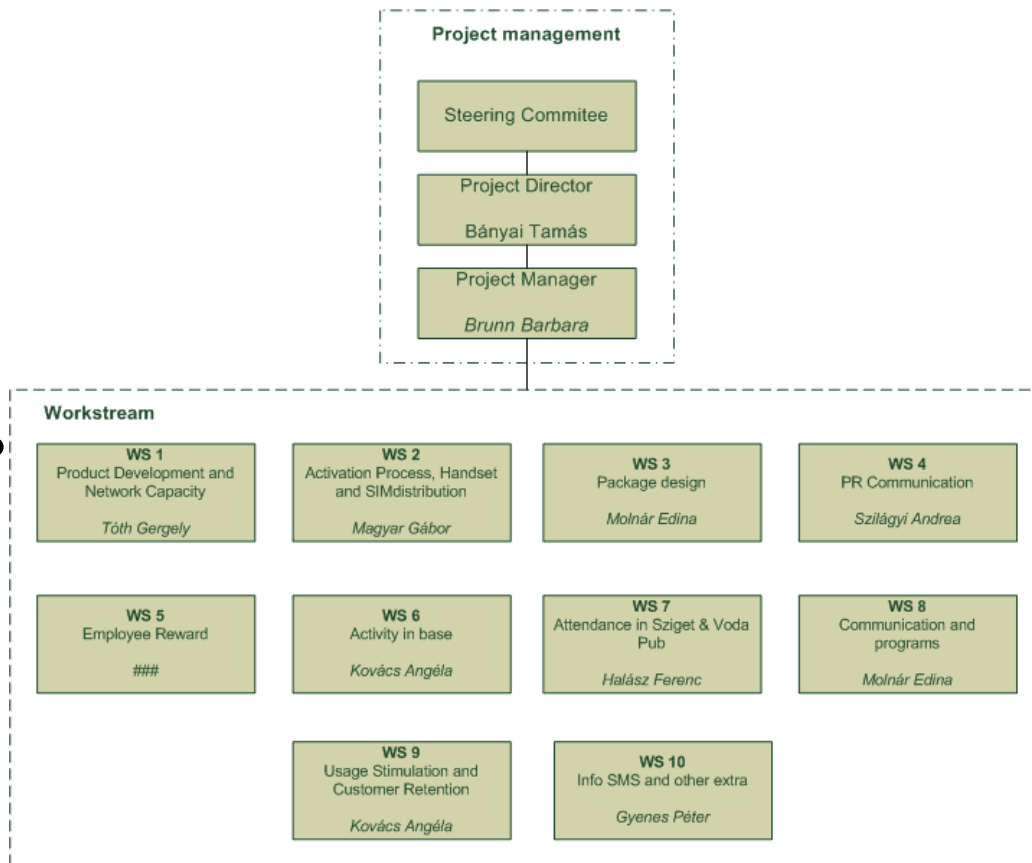 Project management
Steering Commitee
Project Director
Bányai Tamás
Project Manager
Brunn Barbara
Workstream
WS 1
Product Development and
Network Capacity
Tóth Gergely
WS 2
Activation Process, Handset
and SIMdistribution
Magyar Gábor
WS 3
Package design
Molnár Edina
WS 4
PR Communication
Szilágyi Andrea
WS 5
Employee Reward
###
WS 6
Activity in base
Kovács Angéla
WS 7
Attendance in Sziget & Voda
Pub
Halász Ferenc
WS 8
Communication and
programs
Molnár Edina
WS 9
Usage Stimulation and
Customer Retention
Kovács Angéla
WS 10
Info SMS and other extra
Gyenes Péter